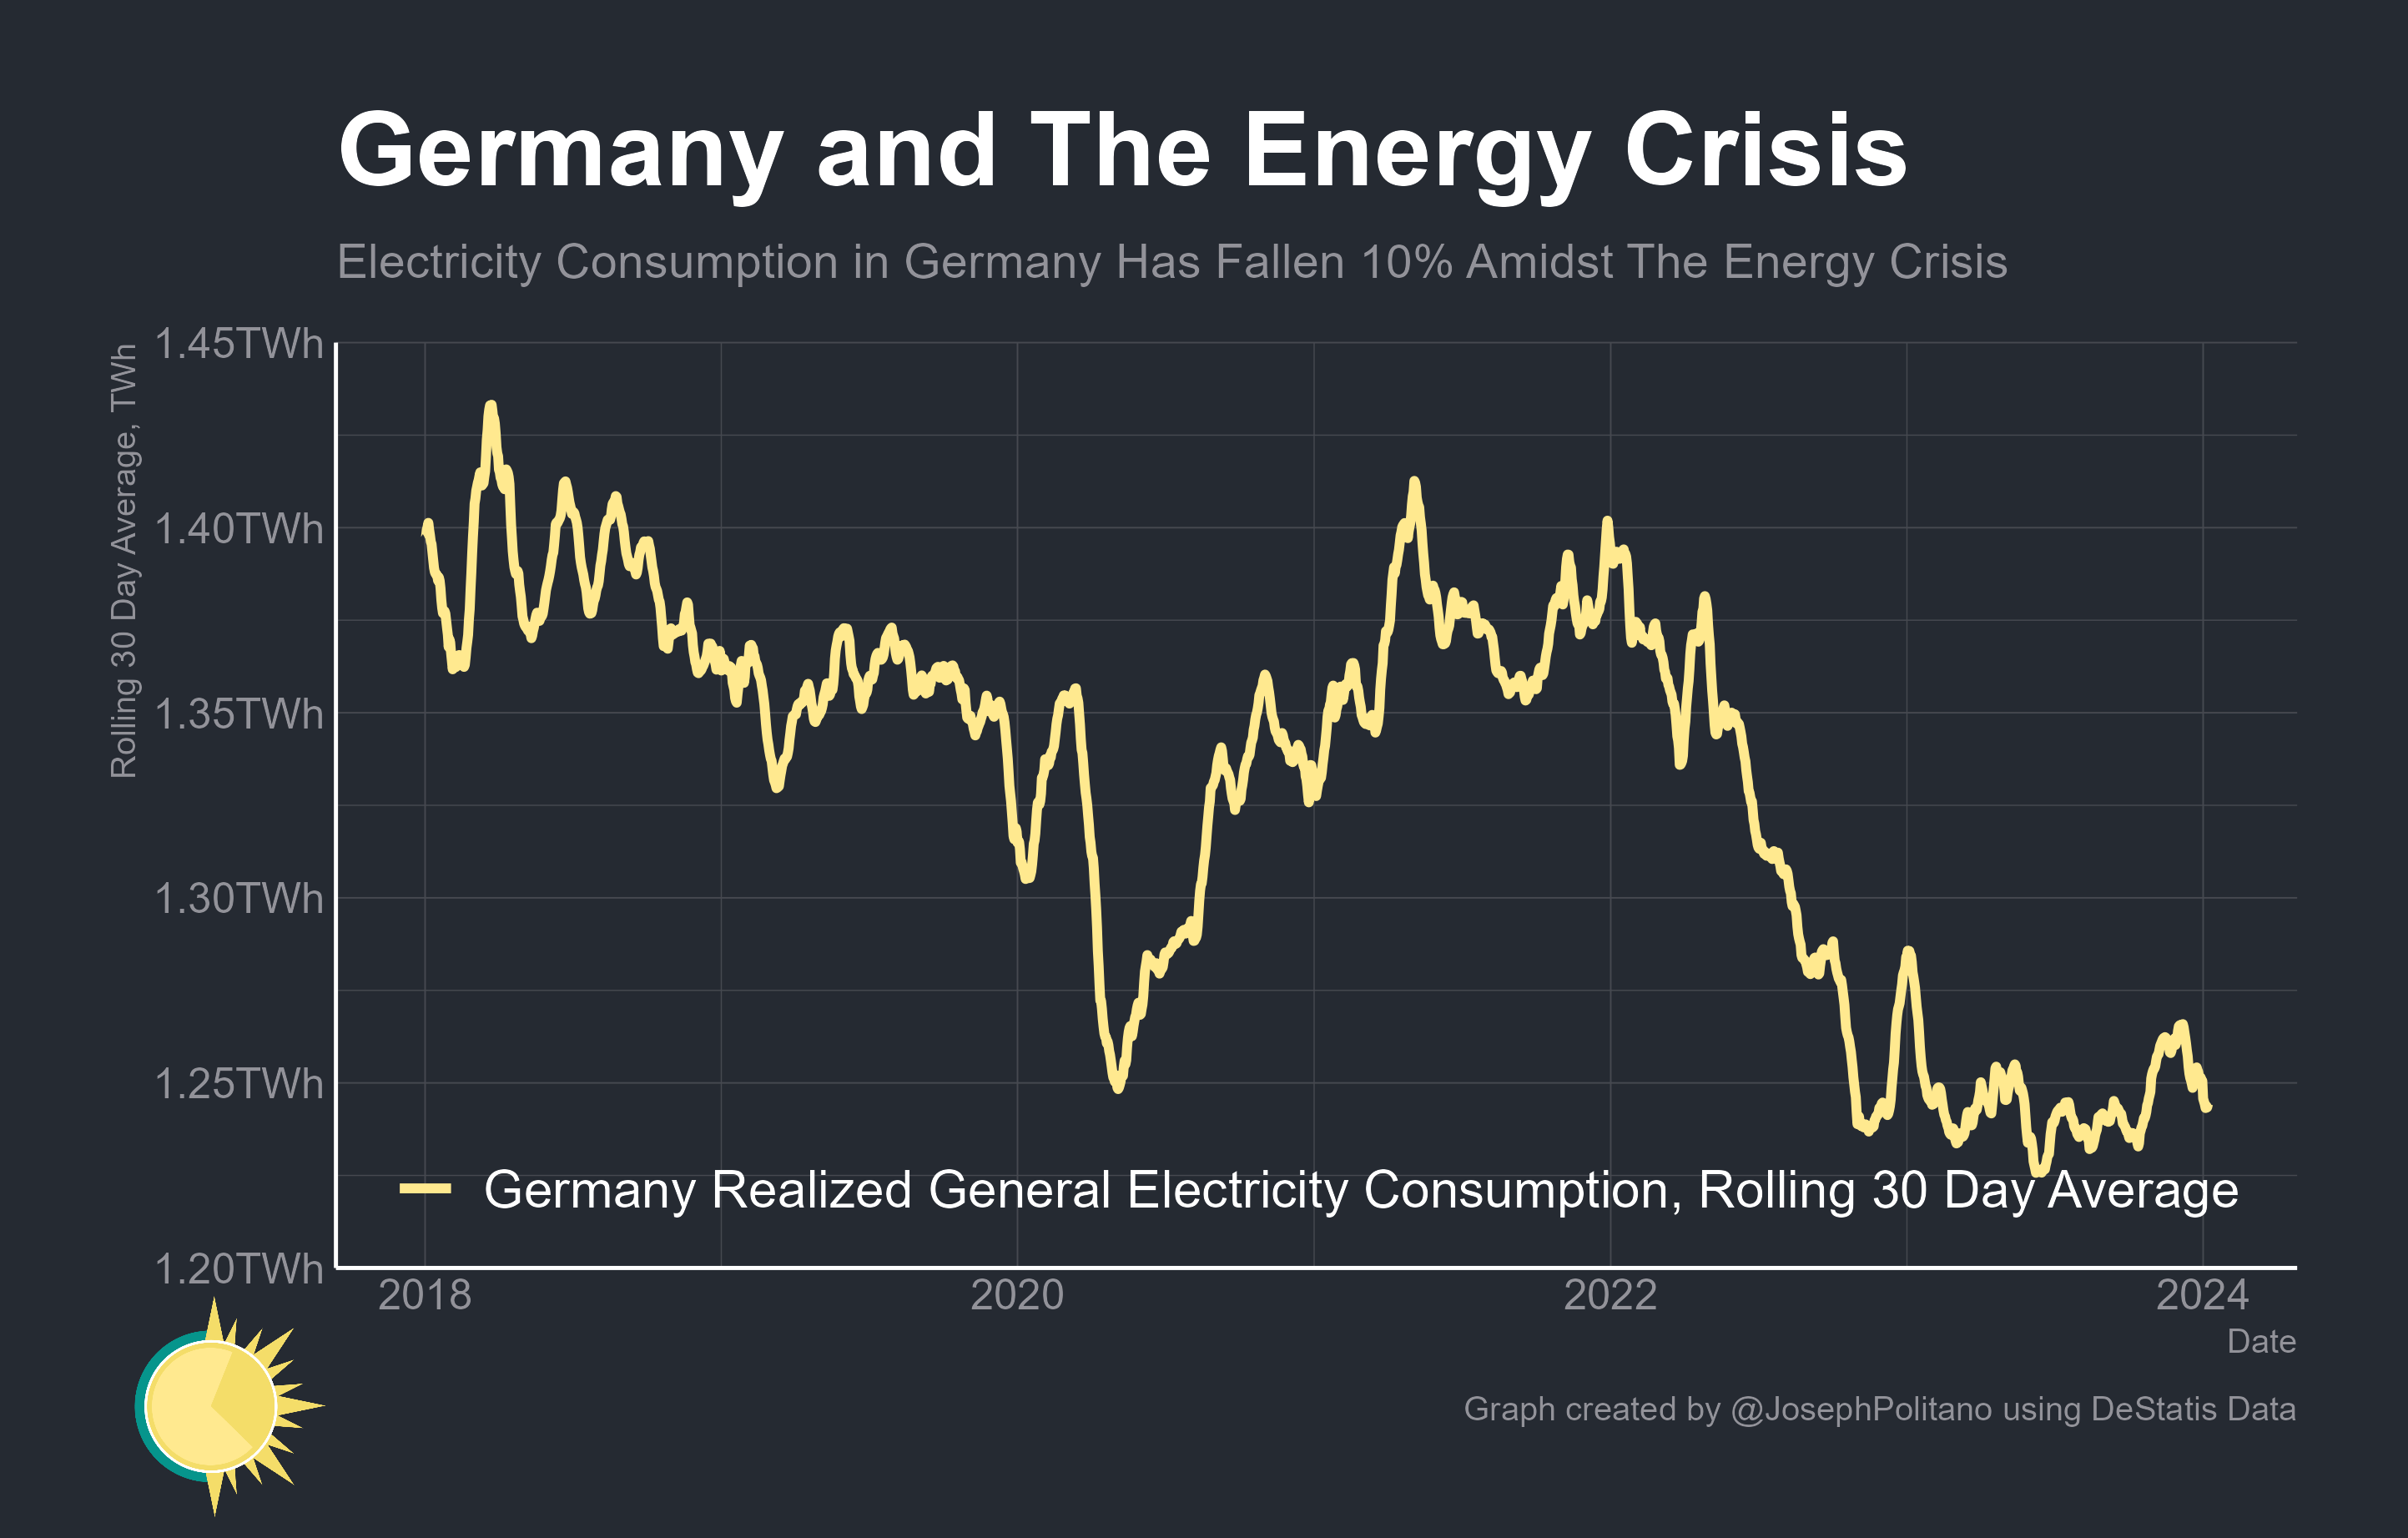 Germany and The Energy Crisis
Electricity Consumption in Germany Has Fallen 10% Amidst The Energy Crisis
Rolling 30 Day Average, TWh
1.45TWh
1.40TWh
1.35TWh
1.30TWh
1.25TWh
1.20TWh
Germany Realized General Electricity Consumption, Rolling 30 Day Average
2018
2020
2022
2024
Date
Graph created by @JosephPolitano using DeStatis Data